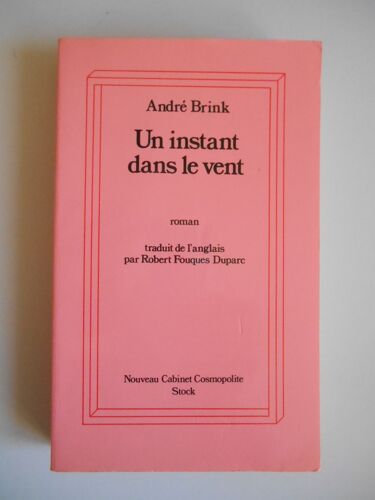 André Brink
Un instant
dans le vent
roman
traduit de l'anglais
par Robert Fouques Duparc
Nouveau Cabinet Cosmopolite
Stock